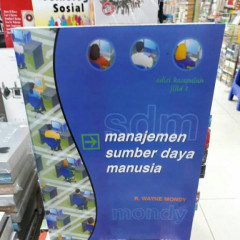 Sosial
edisi kesepuluh
jilid 1
sdm
manajemen
sumber daya
manusia
R. WAYNE MONDY
mondy